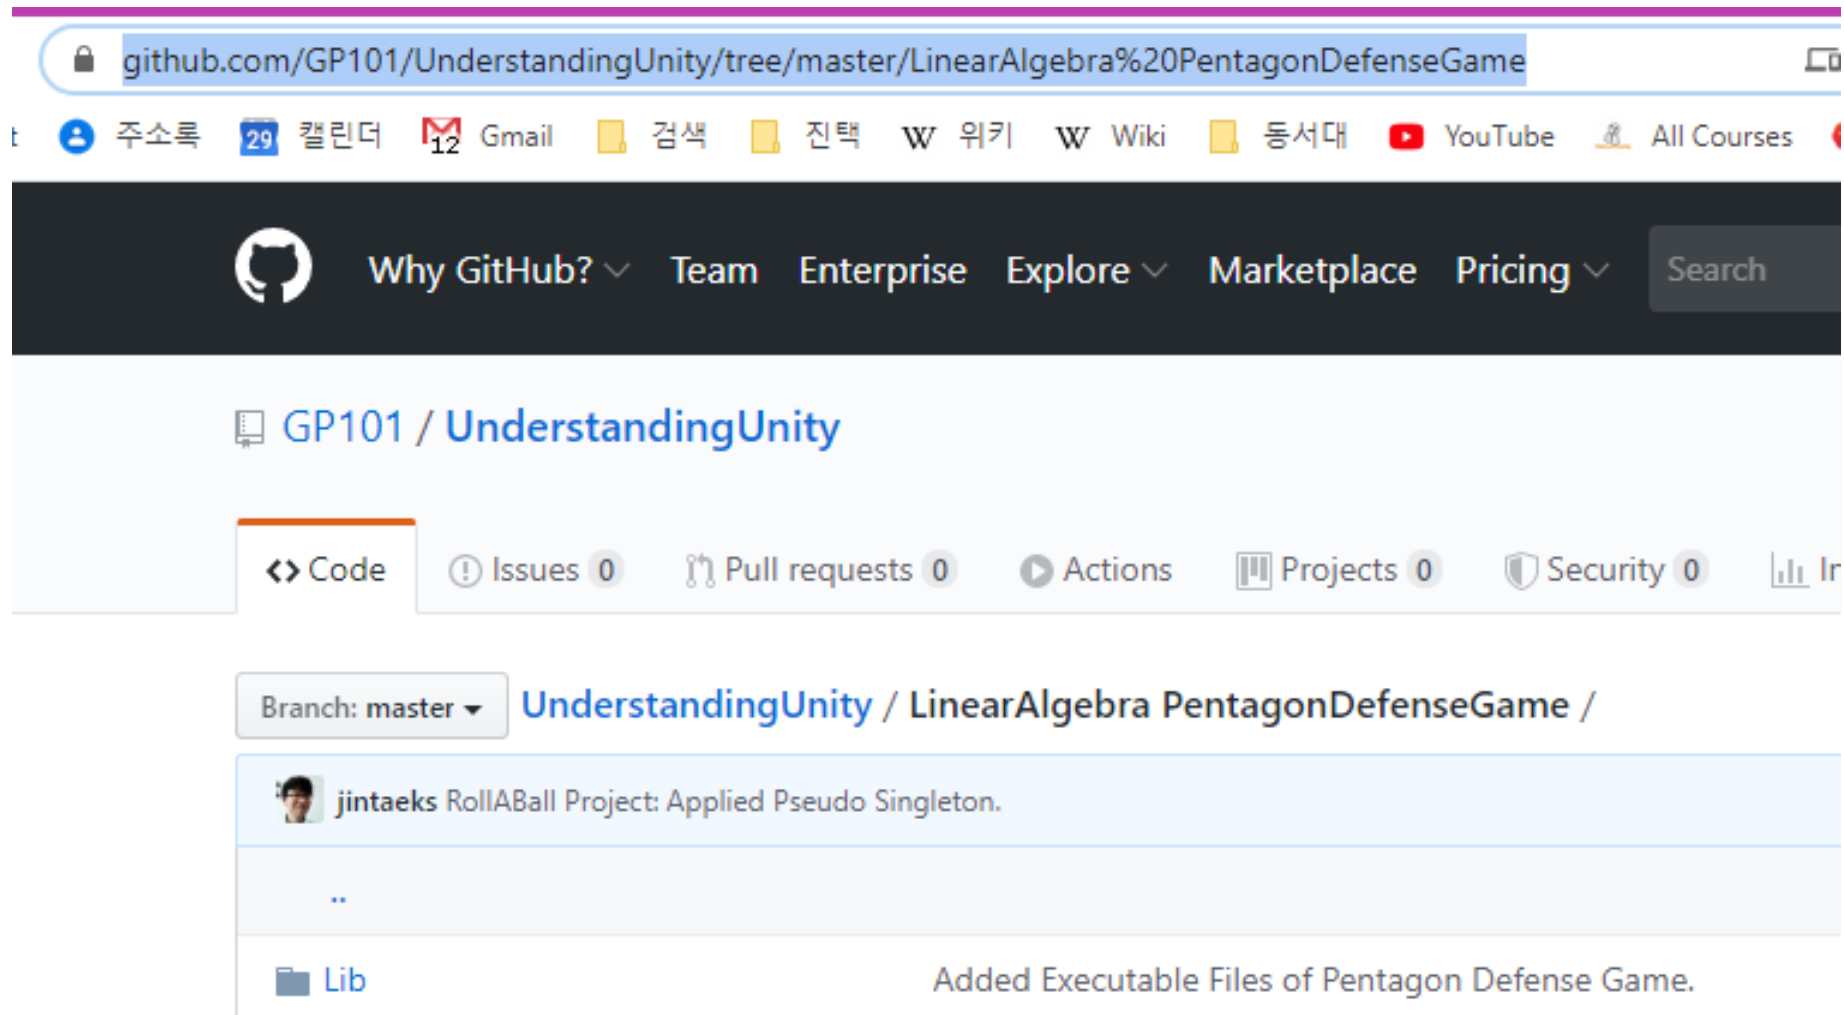 github.com/GP101/UnderstandingUnity/tree/master/LinearAlgebra%20PentagonDefenseGame
주소록 29 캘린더 12 Gmail 검색 진택 W 위키 W Wiki 동서대 YouTube All Courses
Why GitHub? Team Enterprise Explore Marketplace Pricing Search
GP101 / UnderstandingUnity
<> Code Issues 0 Pull requests 0 Actions Projects 0 Security 0
Branch: master UnderstandingUnity / LinearAlgebra PentagonDefenseGame /
jintaeks RollABall Project: Applied Pseudo Singleton.
..
Lib Added Executable Files of Pentagon Defense Game.